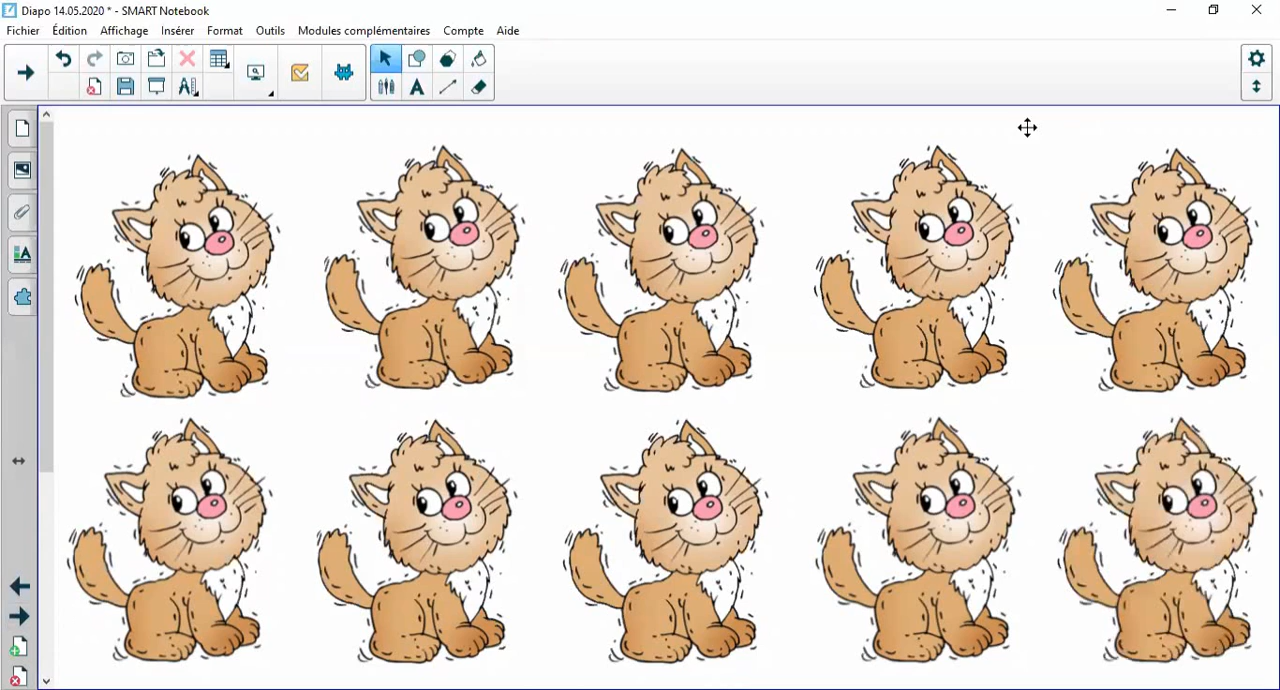 Diapo 14.05.2020 * - SMART Notebook
Fichier Édition Affichage Insérer Format Outils Modules complémentaires Compte Aide